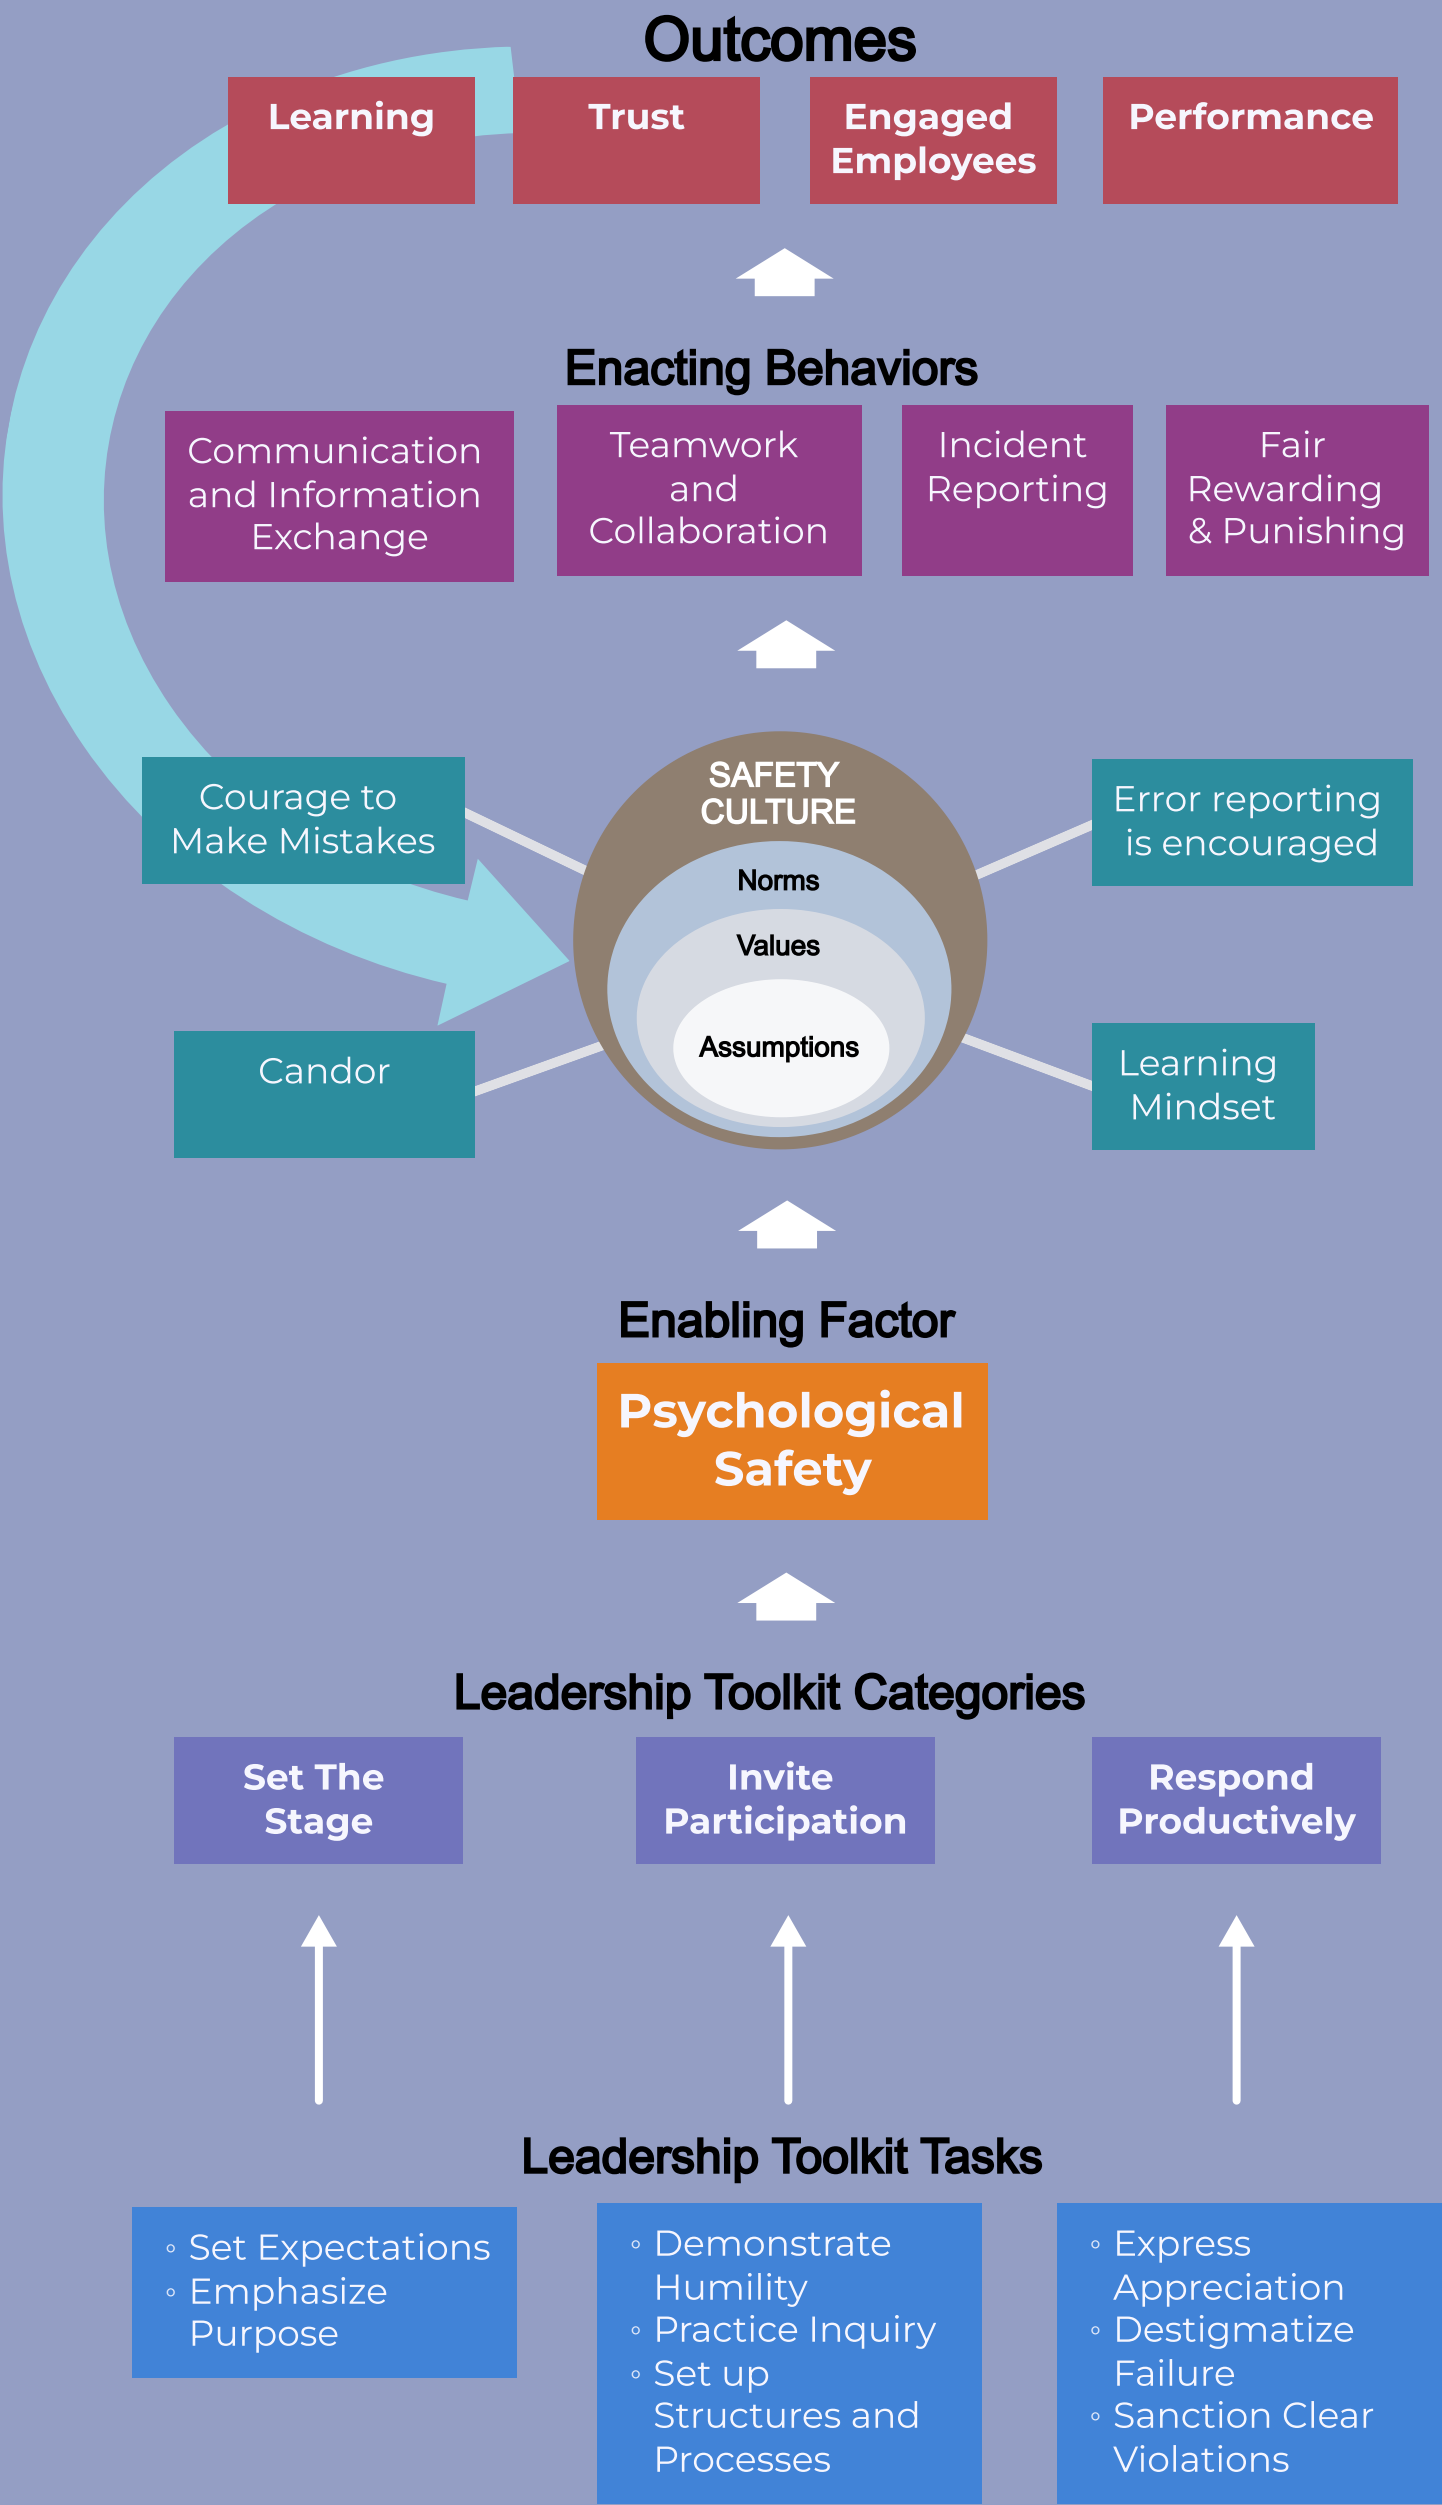 Outcomes
Learning
Trust
Engaged
Employees
Performance
Enacting Behaviors
Communication
and Information
Exchange
Teamwork
and
Collaboration
Incident
Reporting
Fair
Rewarding
& Punishing
SAFETY
CULTURE
Norms
Values
Assumptions
Courage to
Make Mistakes
Error reporting
is encouraged
Candor
Learning
Mindset
Enabling Factor
Psychological
Safety
Leadership Toolkit Categories
Set The
Stage
Invite
Participation
Respond
Productively
Leadership Toolkit Tasks
◦ Set Expectations
◦ Emphasize
Purpose
◦ Demonstrate
Humility
◦ Practice Inquiry
◦ Set up
Structures and
Processes
◦ Express
Appreciation
◦ Destigmatize
Failure
◦ Sanction Clear
Violations